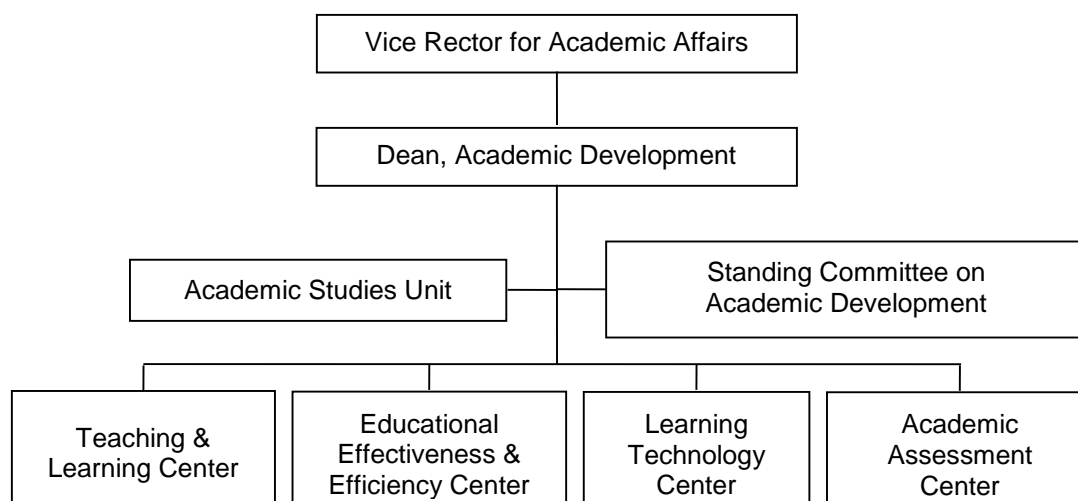 Vice Rector for Academic Affairs
Dean, Academic Development
Academic Studies Unit
Standing Committee on
Academic Development
Teaching &
Learning Center
Educational
Effectiveness &
Efficiency Center
Learning
Technology
Center
Academic
Assessment
Center